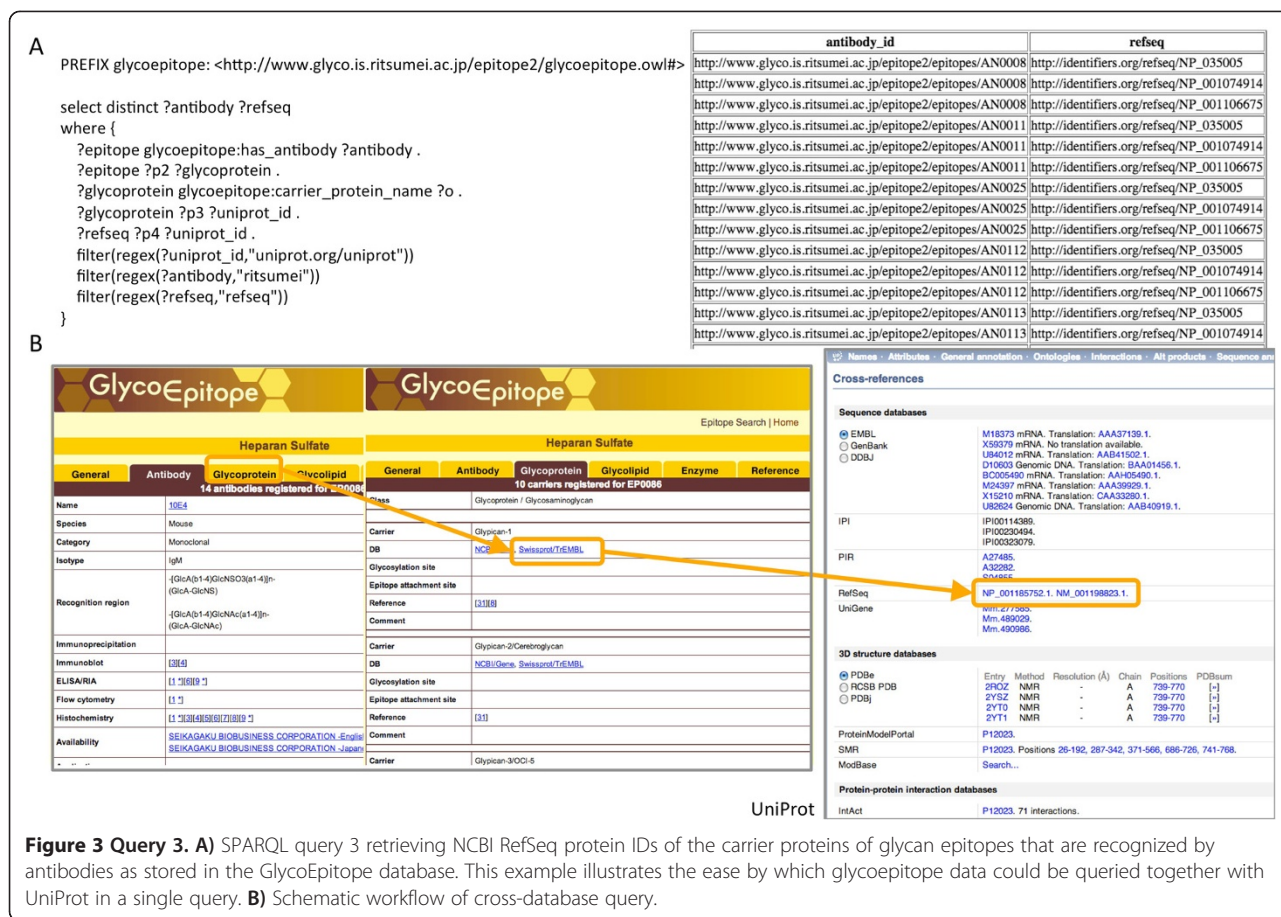 A
PREFIX glycoepitope: <http://www.glyco.is.ritsumei.ac.jp/epitope2/glycoepitope.owl#>
select distinct ?antibody ?refseq
where {
?epitope glycoepitope:has_antibody ?antibody .
?epitope ?p2 ?glycoprotein .
?glycoprotein glycoepitope:carrier_protein_name ?o .
?glycoprotein ?p3 ?uniprot_id .
?refseq ?p4 ?uniprot_id .
filter(regex(?uniprot_id,"uniprot.org/uniprot"))
filter(regex(?antibody,"ritsumei"))
filter(regex(?refseq,"refseq"))
}
antibody_id refseq
http://www.glyco.is.ritsumei.ac.jp/epitope2/epitopes/AN0008 http://identifiers.org/refseq/NP_035005
http://www.glyco.is.ritsumei.ac.jp/epitope2/epitopes/AN0008 http://identifiers.org/refseq/NP_001074914
http://www.glyco.is.ritsumei.ac.jp/epitope2/epitopes/AN0008 http://identifiers.org/refseq/NP_001106675
http://www.glyco.is.ritsumei.ac.jp/epitope2/epitopes/AN0011 http://identifiers.org/refseq/NP_035005
http://www.glyco.is.ritsumei.ac.jp/epitope2/epitopes/AN0011 http://identifiers.org/refseq/NP_001074914
http://www.glyco.is.ritsumei.ac.jp/epitope2/epitopes/AN0011 http://identifiers.org/refseq/NP_001106675
http://www.glyco.is.ritsumei.ac.jp/epitope2/epitopes/AN0025 http://identifiers.org/refseq/NP_035005
http://www.glyco.is.ritsumei.ac.jp/epitope2/epitopes/AN0025 http://identifiers.org/refseq/NP_001074914
http://www.glyco.is.ritsumei.ac.jp/epitope2/epitopes/AN0025 http://identifiers.org/refseq/NP_001106675
http://www.glyco.is.ritsumei.ac.jp/epitope2/epitopes/AN0112 http://identifiers.org/refseq/NP_035005
http://www.glyco.is.ritsumei.ac.jp/epitope2/epitopes/AN0112 http://identifiers.org/refseq/NP_001074914
http://www.glyco.is.ritsumei.ac.jp/epitope2/epitopes/AN0112 http://identifiers.org/refseq/NP_001106675
http://www.glyco.is.ritsumei.ac.jp/epitope2/epitopes/AN0113 http://identifiers.org/refseq/NP_035005
http://www.glyco.is.ritsumei.ac.jp/epitope2/epitopes/AN0113 http://identifiers.org/refseq/NP_001074914
B
GlycoEpitope
Heparan Sulfate
General Antibody Glycoprotein Glycolipid
14 antibodies registered for EP0086
Name 10E4
Species Mouse
Category Monoclonal
Isotype IgM
Recognition region
-[GlcA(b1-4)GlcNSO3(a1-4)]n-
(GlcA-GlcNS)
-[GlcA(b1-4)GlcNAc(a1-4)]n-
(GlcA-GlcNAc)
Immunoprecipitation
Immunoblot [3][4]
ELISA/RIA [1 *][6][9 *]
Flow cytometry [1 *]
Histochemistry [1 *][3][4][5][6][7][8][9 *]
Availability
SEIKAGAKU BIOBUSINESS CORPORATION -Englis
SEIKAGAKU BIOBUSINESS CORPORATION -Japan
GlycoEpitope
Epitope Search | Home
Heparan Sulfate
General Antibody Glycoprotein Glycolipid Enzyme Reference
10 carriers registered for EP0086
Class Glycoprotein / Glycosaminoglycan
Carrier Glypican-1
DB Swissprot/TrEMBL
Glycosylation site
Epitope attachment site
Reference [31][8]
Comment
Carrier Glypican-2/Cerebroglycan
DB NCBI/Gene, Swissprot/TrEMBL
Glycosylation site
Epitope attachment site
Reference [31]
Comment
Carrier Glypican-3/OCI-5
Names · Attributes · General annotation · Ontologies · Interactions · Alt products · Sequence ann
Cross-references
Sequence databases
EMBL
GenBank
DDBJ
M18373 mRNA. Translation: AAA37139.1.
X59379 mRNA. No translation available.
U84012 mRNA. Translation: AAB41502.1.
D10603 Genomic DNA. Translation: BAA01456.1.
BC005490 mRNA. Translation: AAH05490.1.
M24397 mRNA. Translation: AAA39929.1.
X15210 mRNA. Translation: CAA33280.1.
U82624 Genomic DNA. Translation: AAB40919.1.
IPI IPI00114389.
IPI00230494.
IPI00323079.
PIR A27485.
A32282.
S04855.
RefSeq NP_001185752.1. NM_001198823.1.
UniGene Mm.277585.
Mm.489029.
Mm.490986.
3D structure databases
PDBe
RCSB PDB
PDBj
Entry Method Resolution (Å) Chain Positions PDBsum
2ROZ NMR - A 739-770 [»]
2YSZ NMR - A 739-770 [»]
2YT0 NMR - A 739-770 [»]
2YT1 NMR - A 739-770 [»]
ProteinModelPortal P12023.
SMR P12023. Positions 26-192, 287-342, 371-566, 686-726, 741-768.
ModBase Search...
Protein-protein interaction databases
IntAct P12023. 71 interactions.
UniProt
Figure 3 Query 3. A) SPARQL query 3 retrieving NCBI RefSeq protein IDs of the carrier proteins of glycan epitopes that are recognized by
antibodies as stored in the GlycoEpitope database. This example illustrates the ease by which glycoepitope data could be queried together with
UniProt in a single query. B) Schematic workflow of cross-database query.